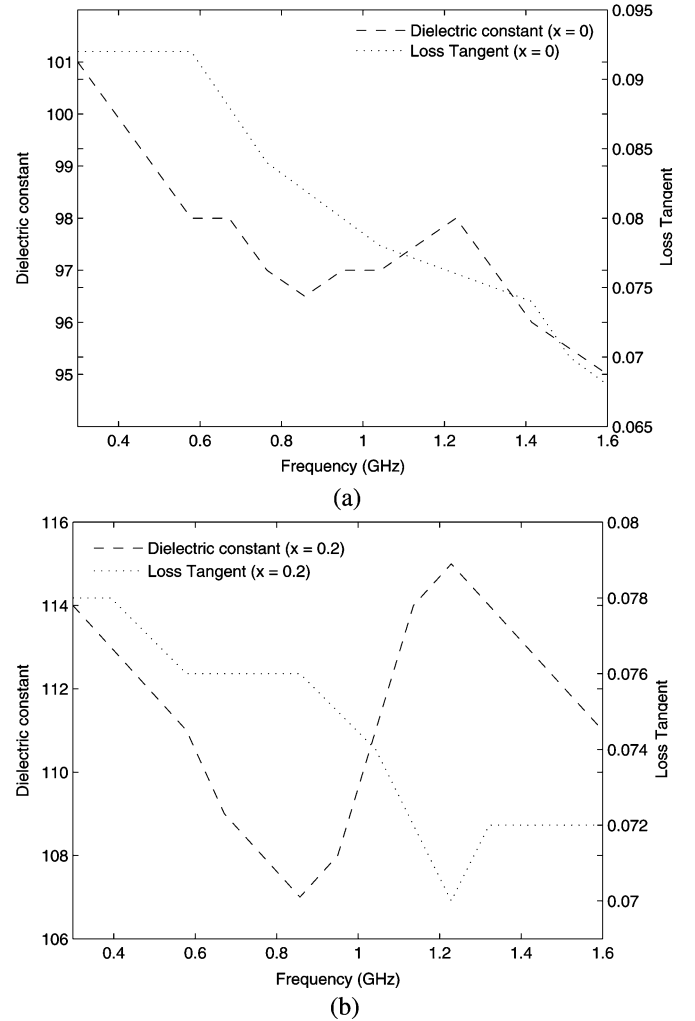 Dielectric constant (x = 0)
Loss Tangent (x = 0)
101
100
99
98
97
96
95
0.095
0.09
0.085
0.08
0.075
0.07
0.065
Dielectric constant
Loss Tangent
0.4 0.6 0.8 1 1.2 1.4 1.6
Frequency (GHz)
(a)
Dielectric constant (x = 0.2)
Loss Tangent (x = 0.2)
116
114
112
110
108
106
0.08
0.078
0.076
0.074
0.072
0.07
Dielectric constant
Loss Tangent
0.4 0.6 0.8 1 1.2 1.4 1.6
Frequency (GHz)
(b)